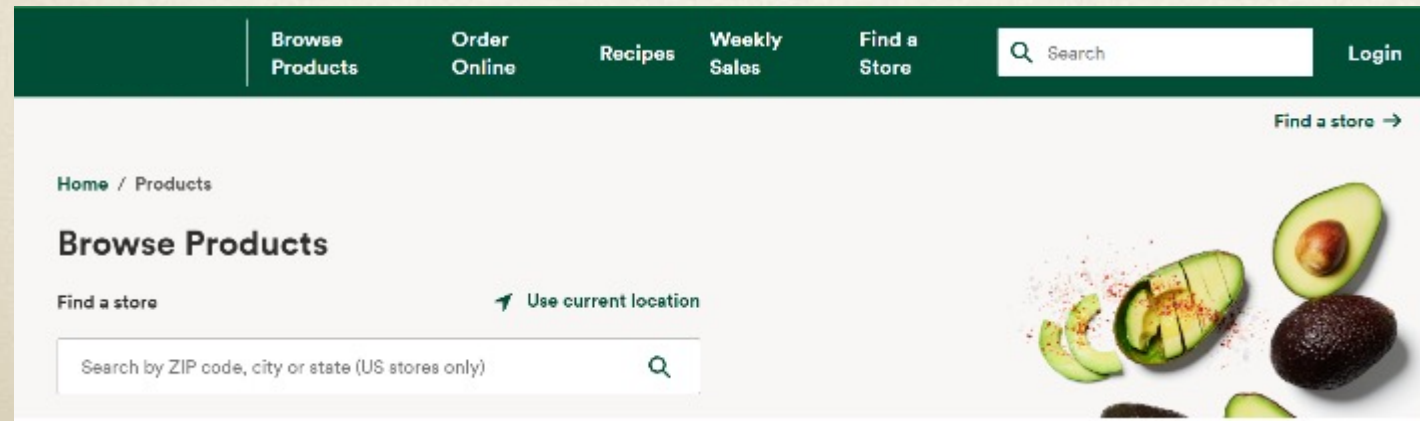 Browse Products
Order Online
Recipes
Weekly Sales
Find a Store
Search
Login
Find a store →
Home / Products
Browse Products
Find a store
Use current location
Search by ZIP code, city or state (US stores only)